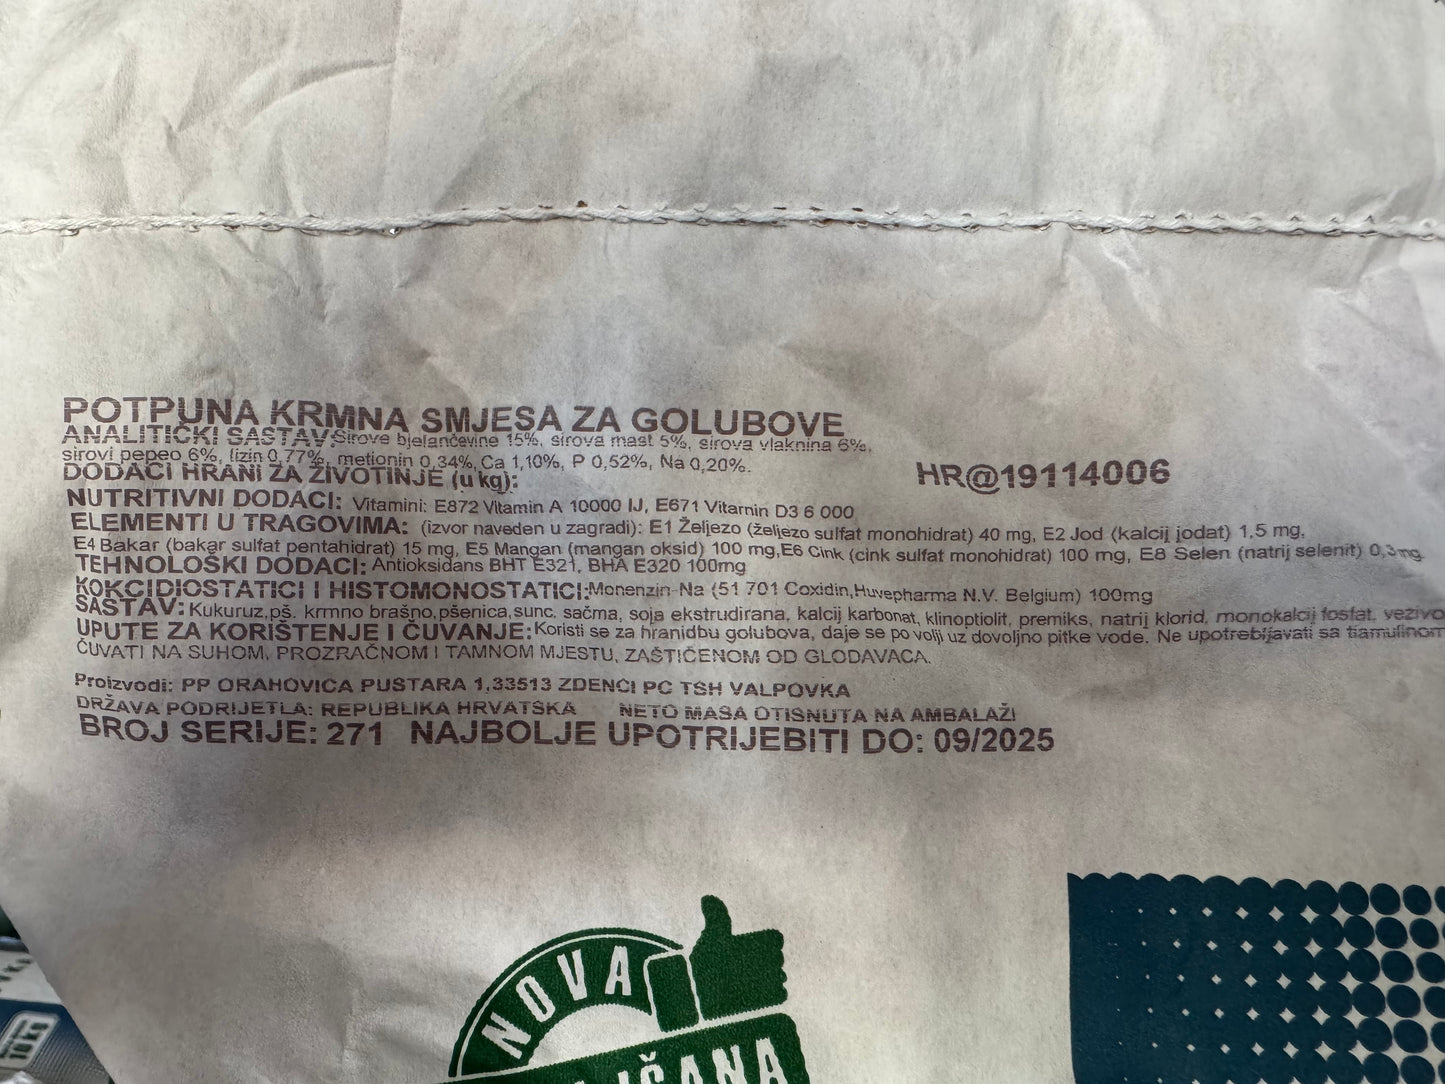 POTPUNA KRMNA SMJESA ZA GOLUBOVE
ANALITIČKI SASTAV:Sirove bjelančevine 15%, sirova mast 5%, sirova vlaknina 6%,
sirovi pepeo 6%, lizin 0,77%, metionin 0,34%, Ca 1,10%, P 0,52%, Na 0,20%.
DODACI HRANI ZA ŽIVOTINJE (u kg):
HR@19114006
NUTRITIVNI DODACI: Vitamini: E872 Vitamin A 10000 IJ, E671 Vitamin D3 6 000
ELEMENTI U TRAGOVIMA: (izvor naveden u zagradi): E1 Željezo (željezo sulfat monohidrat) 40 mg, E2 Jod (kalcij jodat) 1,5 mg,
E4 Bakar (bakar sulfat pentahidrat) 15 mg, E5 Mangan (mangan oksid) 100 mg,E6 Cink (cink sulfat monohidrat) 100 mg, E8 Selen (natrij selenit) 0,3mg
TEHNOLOŠKI DODACI: Antioksidans BHT E321, BHA E320 100mg
KOKCIDIOSTATICI I HISTOMONOSTATICI:Monenzin-Na (51 701 Coxidin,Huvepharma N.V. Belgium) 100mg
SASTAV: Kukuruz,pš. krmno brašno,pšenica,sunc. sačma, soja ekstrudirana, kalcij karbonat, klinoptiolit, premiks, natrij klorid, monokalcij fosfat, vezivo
UPUTE ZA KORIŠTENJE I ČUVANJE:Koristi se za hranidbu golubova, daje se po volji uz dovoljno pitke vode. Ne upotrebljavati sa tiamulinom
ČUVATI NA SUHOM, PROZRAČNOM I TAMNOM MJESTU, ZAŠTIČENOM OD GLODAVACA.
Proizvodi: PP ORAHOVICA PUSTARA 1,33513 ZDENCI PC TSH VALPOVKA
DRŽAVA PODRIJETLA: REPUBLIKA HRVATSKA NETO MASA OTISNUTA NA AMBALAŽI
BROJ SERIJE: 271 NAJBOLJE UPOTRIJEBITI DO: 09/2025
NOVA
10 KG